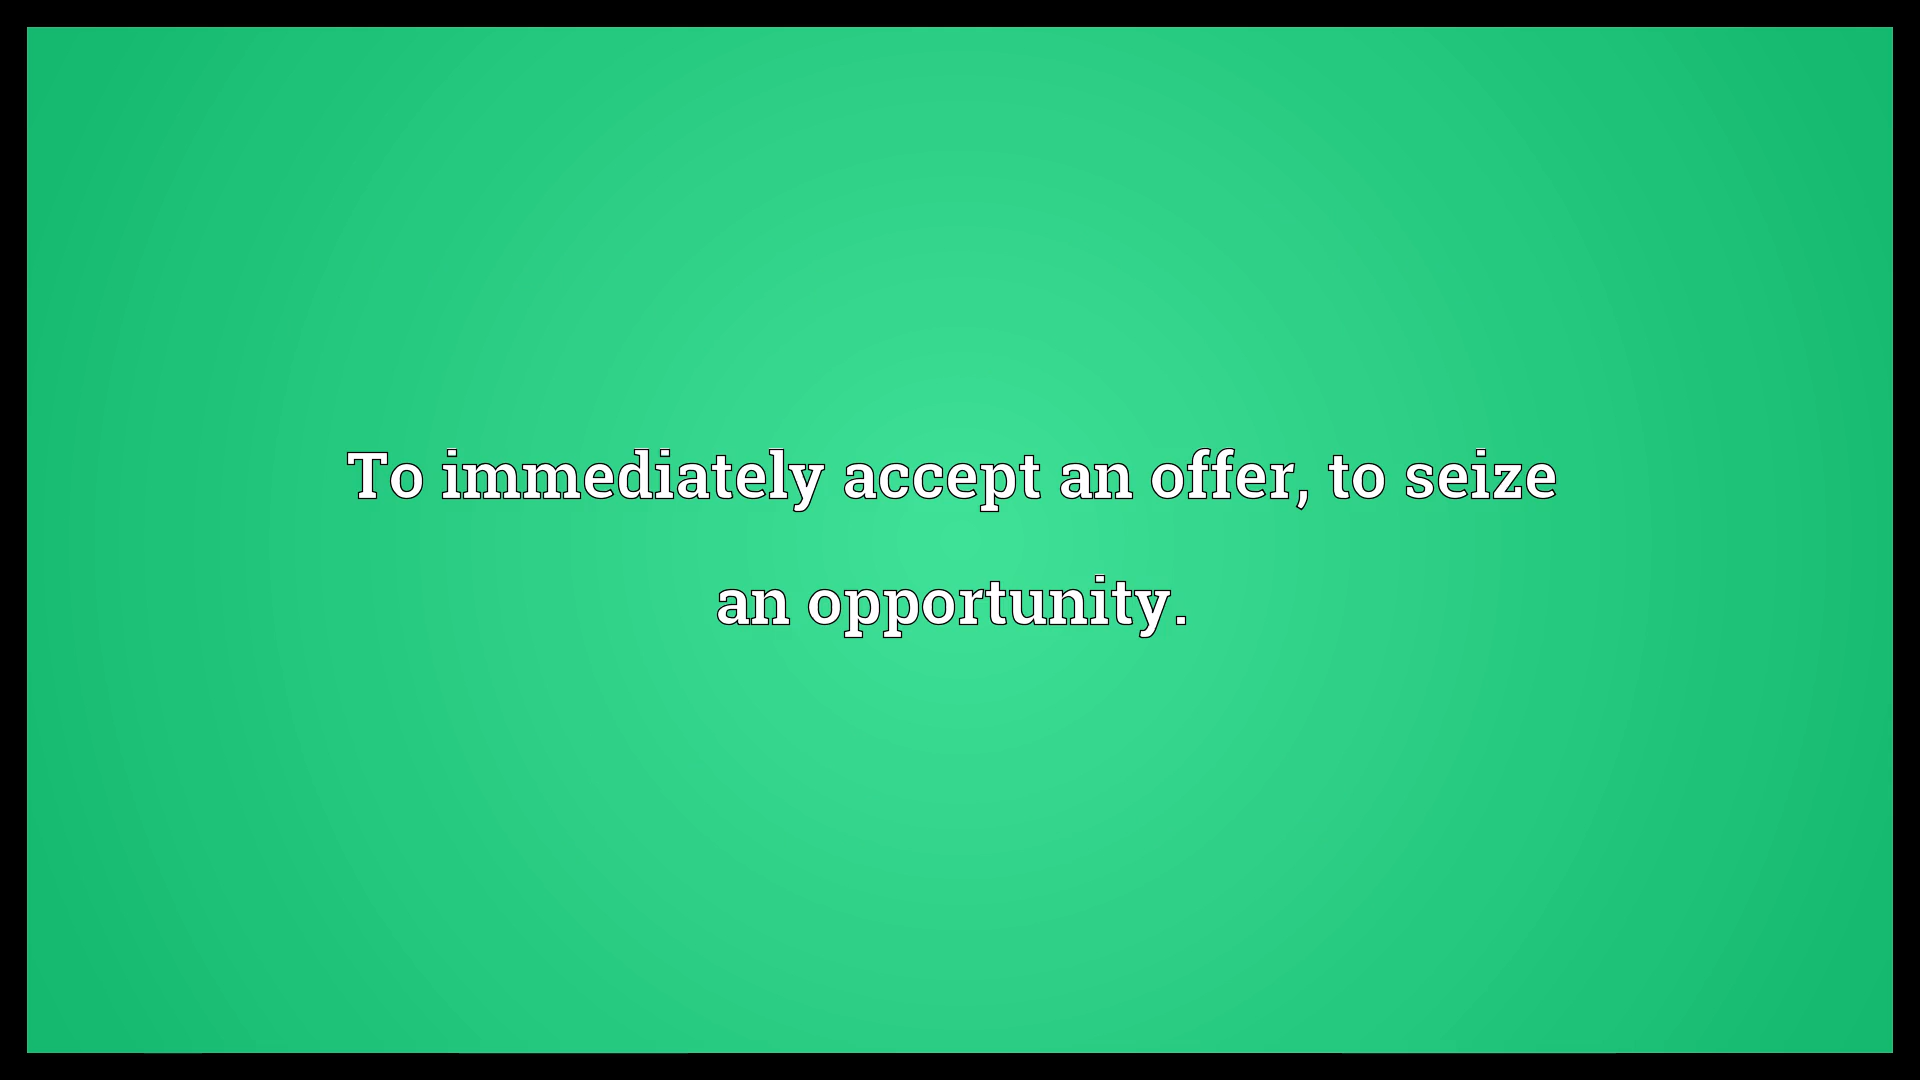 To immediately accept an offer, to seize
an opportunity.